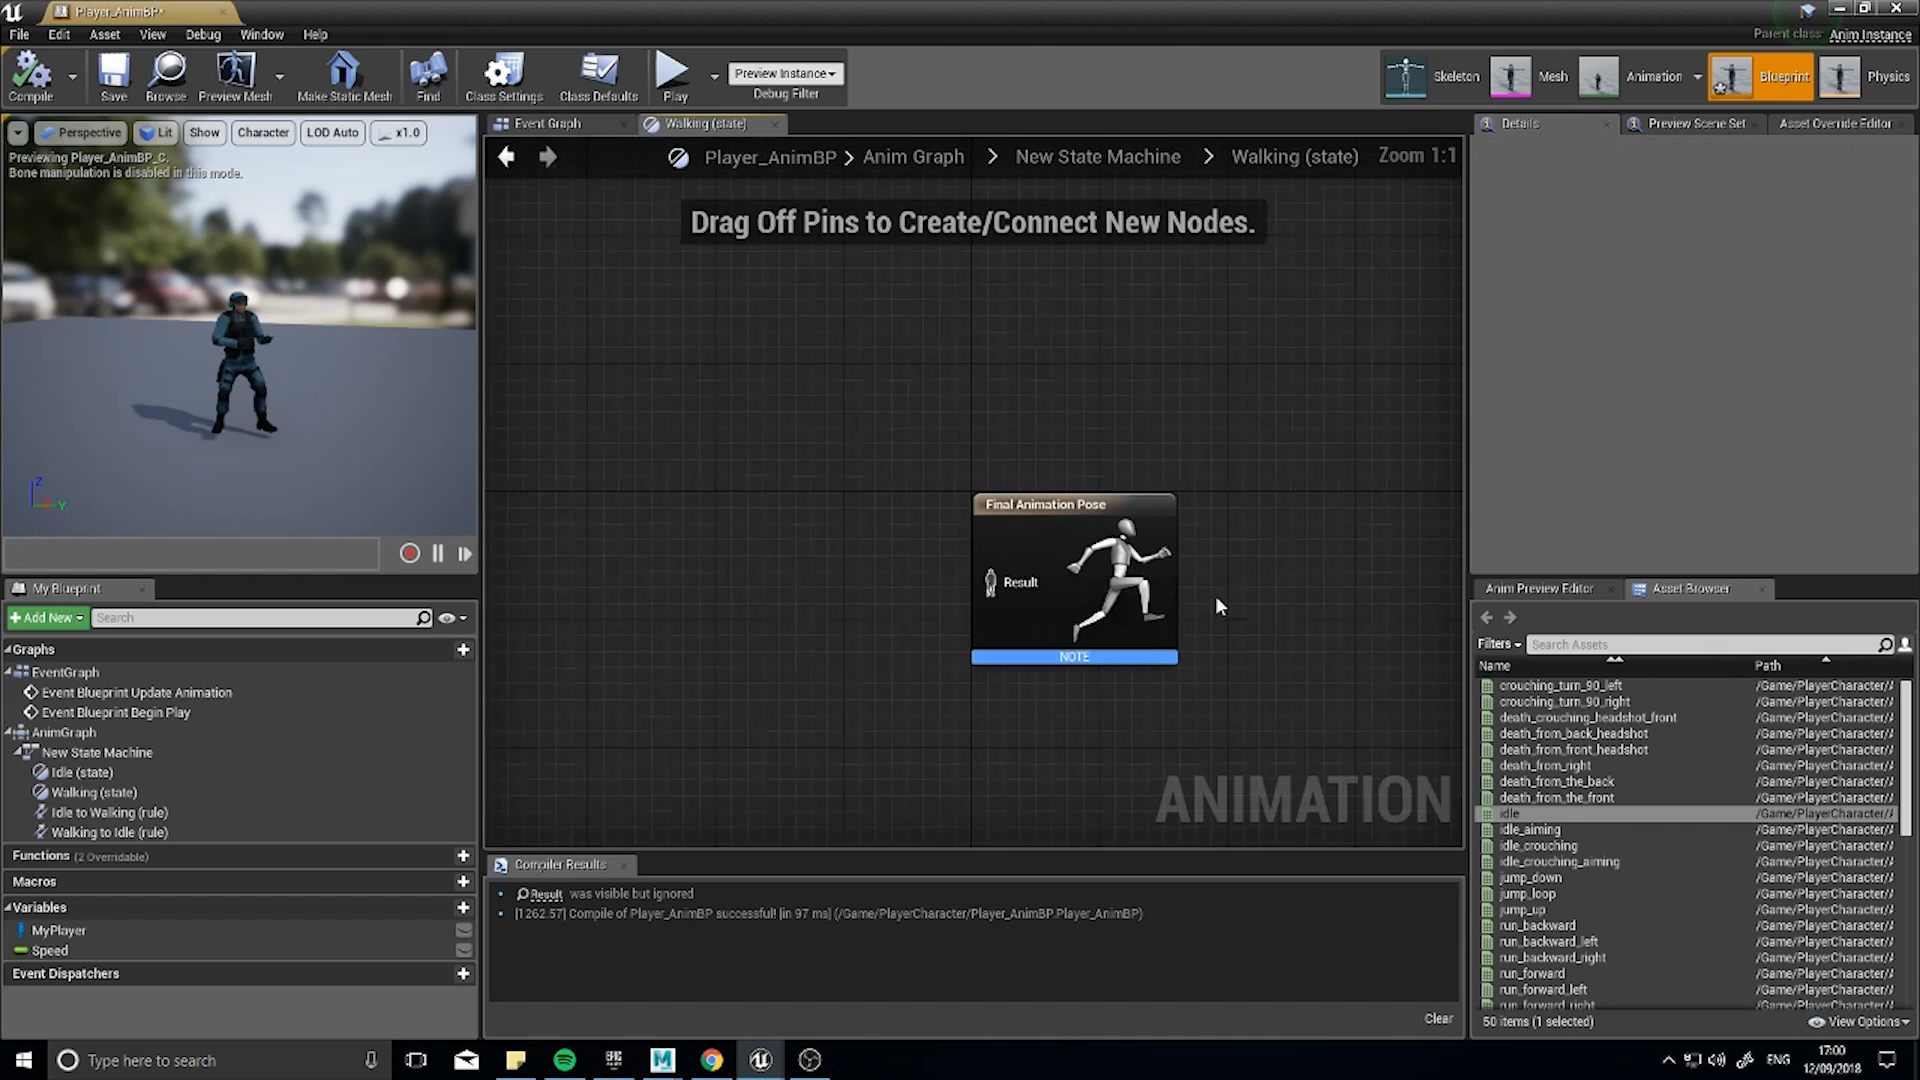 Player_AnimBP*
File Edit Asset View Debug Window Help
Parent class: Anim Instance
Compile Save Browse Preview Mesh Make Static Mesh Find Class Settings Class Defaults Play
Preview Instance
Debug Filter
Skeleton Mesh Animation Blueprint Physics
Perspective Lit Show Character LOD Auto x1.0
Previewing Player_AnimBP_C.
Bone manipulation is disabled in this mode.
Z
Y
Event Graph Walking (state)
Player_AnimBP Anim Graph New State Machine Walking (state) Zoom 1:1
Drag Off Pins to Create/Connect New Nodes.
Final Animation Pose
Result
NOTE
ANIMATION
My Blueprint
Add New Search
Graphs
EventGraph
Event Blueprint Update Animation
Event Blueprint Begin Play
AnimGraph
New State Machine
Idle (state)
Walking (state)
Idle to Walking (rule)
Walking to Idle (rule)
Functions (2 Overridable)
Macros
Variables
MyPlayer
Speed
Event Dispatchers
Compiler Results
Result was visible but ignored
[1262.57] Compile of Player_AnimBP successful! [in 97 ms] (/Game/PlayerCharacter/Player_AnimBP.Player_AnimBP)
Clear
Details Preview Scene Set Asset Override Editor
Anim Preview Editor Asset Browser
Filters Search Assets
Name Path
crouching_turn_90_left /Game/PlayerCharacter/
crouching_turn_90_right /Game/PlayerCharacter/
death_crouching_headshot_front /Game/PlayerCharacter/
death_from_back_headshot /Game/PlayerCharacter/
death_from_front_headshot /Game/PlayerCharacter/
death_from_right /Game/PlayerCharacter/
death_from_the_back /Game/PlayerCharacter/
death_from_the_front /Game/PlayerCharacter/
idle /Game/PlayerCharacter/
idle_aiming /Game/PlayerCharacter/
idle_crouching /Game/PlayerCharacter/
idle_crouching_aiming /Game/PlayerCharacter/
jump_down /Game/PlayerCharacter/
jump_loop /Game/PlayerCharacter/
jump_up /Game/PlayerCharacter/
run_backward /Game/PlayerCharacter/
run_backward_left /Game/PlayerCharacter/
run_backward_right /Game/PlayerCharacter/
run_forward /Game/PlayerCharacter/
run_forward_left /Game/PlayerCharacter/
run_forward_right /Game/PlayerCharacter/
50 items (1 selected) View Options
Type here to search
EPIC
M
ENG
17:00
12/09/2018